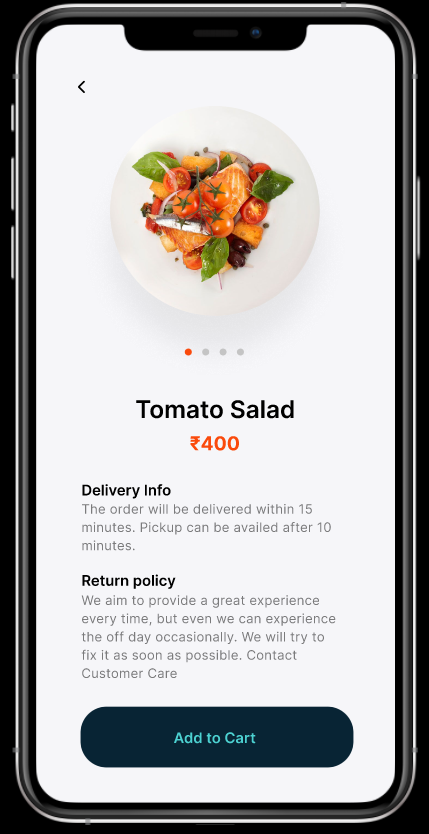 Tomato Salad
₹400
Delivery Info
The order will be delivered within 15
minutes. Pickup can be availed after 10
minutes.
Return policy
We aim to provide a great experience
every time, but even we can experience
the off day occasionally. We will try to
fix it as soon as possible. Contact
Customer Care
Add to Cart